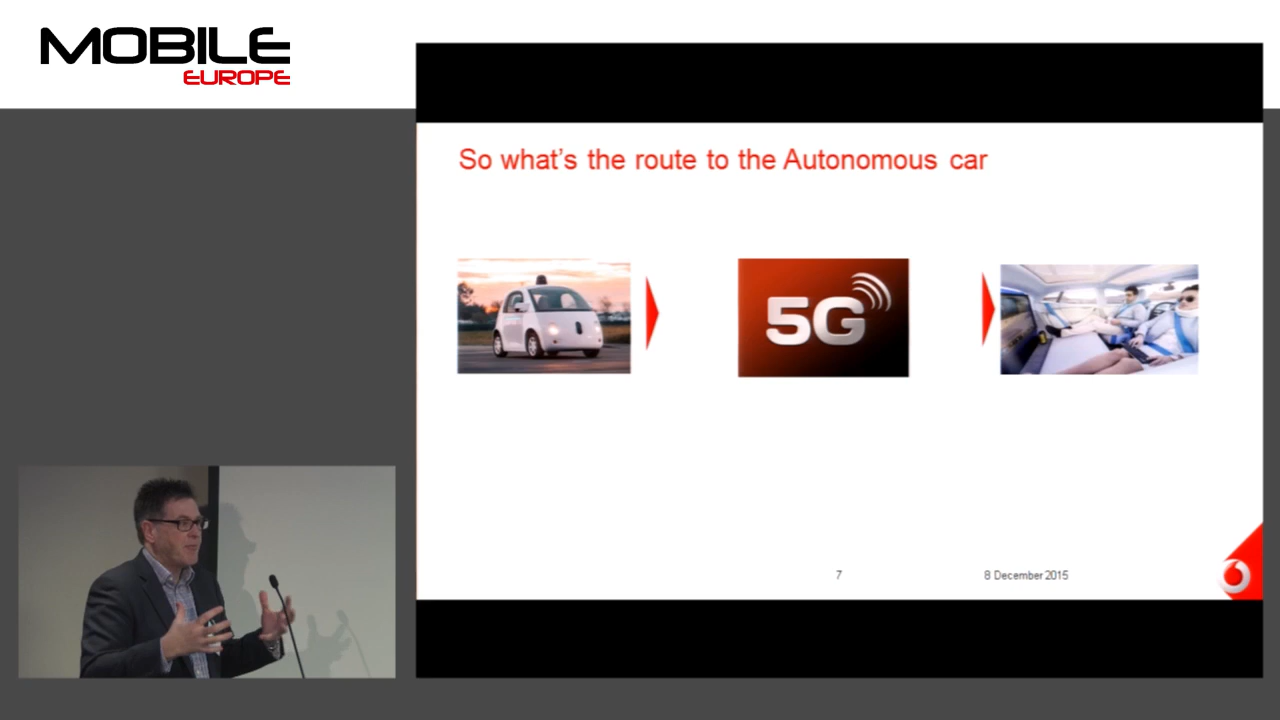 MOBILE
EUROPE
So what's the route to the Autonomous car
5G
7
8 December 2015